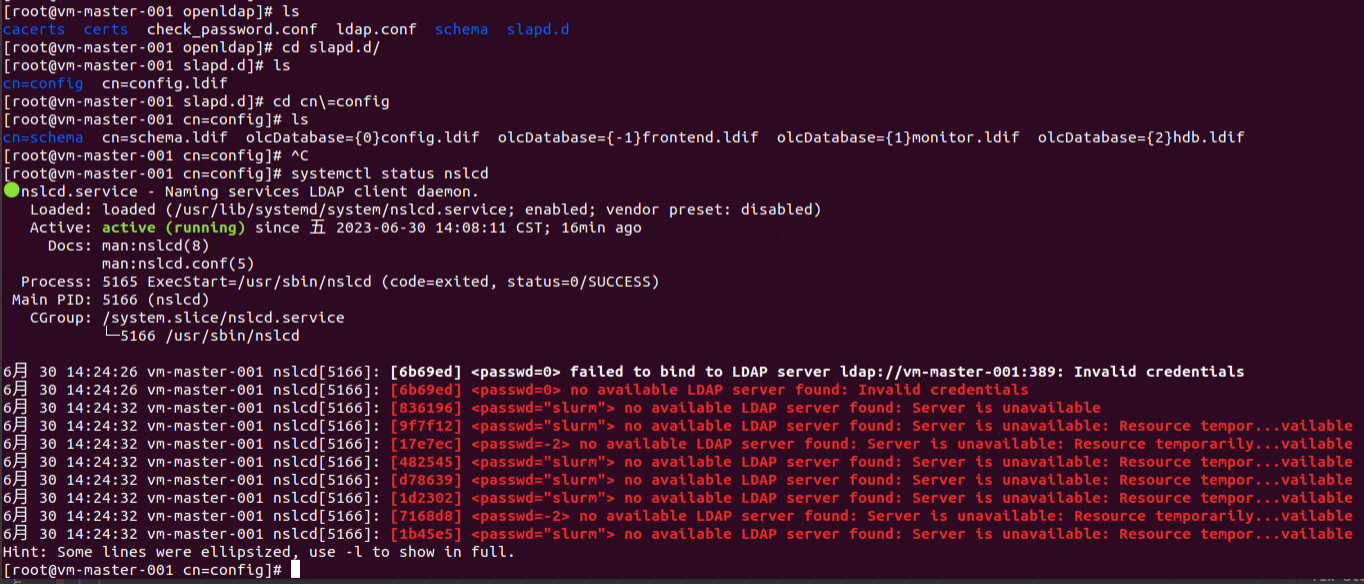 [root@vm-master-001 openldap]# ls
cacerts  certs  check_password.conf  ldap.conf  schema  slapd.d
[root@vm-master-001 openldap]# cd slapd.d/
[root@vm-master-001 slapd.d]# ls
cn=config  cn=config.ldif
[root@vm-master-001 slapd.d]# cd cn\=config
[root@vm-master-001 cn=config]# ls
cn=schema  cn=schema.ldif  olcDatabase={0}config.ldif  olcDatabase={-1}frontend.ldif  olcDatabase={1}monitor.ldif  olcDatabase={2}hdb.ldif
[root@vm-master-001 cn=config]# ^C
[root@vm-master-001 cn=config]# systemctl status nslcd
●nslcd.service - Naming services LDAP client daemon.
   Loaded: loaded (/usr/lib/systemd/system/nslcd.service; enabled; vendor preset: disabled)
   Active: active (running) since 五 2023-06-30 14:08:11 CST; 16min ago
     Docs: man:nslcd(8)
           man:nslcd.conf(5)
  Process: 5165 ExecStart=/usr/sbin/nslcd (code=exited, status=0/SUCCESS)
 Main PID: 5166 (nslcd)
   CGroup: /system.slice/nslcd.service
           └─5166 /usr/sbin/nslcd
6月 30 14:24:26 vm-master-001 nslcd[5166]: [6b69ed] <passwd=0> failed to bind to LDAP server ldap://vm-master-001:389: Invalid credentials
6月 30 14:24:26 vm-master-001 nslcd[5166]: [6b69ed] <passwd=0> no available LDAP server found: Invalid credentials
6月 30 14:24:32 vm-master-001 nslcd[5166]: [836196] <passwd="slurm"> no available LDAP server found: Server is unavailable
6月 30 14:24:32 vm-master-001 nslcd[5166]: [9f7f12] <passwd="slurm"> no available LDAP server found: Server is unavailable: Resource tempor...vailable
6月 30 14:24:32 vm-master-001 nslcd[5166]: [17e7ec] <passwd=-2> no available LDAP server found: Server is unavailable: Resource temporarily...vailable
6月 30 14:24:32 vm-master-001 nslcd[5166]: [482545] <passwd="slurm"> no available LDAP server found: Server is unavailable: Resource tempor...vailable
6月 30 14:24:32 vm-master-001 nslcd[5166]: [d78639] <passwd="slurm"> no available LDAP server found: Server is unavailable: Resource tempor...vailable
6月 30 14:24:32 vm-master-001 nslcd[5166]: [1d2302] <passwd="slurm"> no available LDAP server found: Server is unavailable: Resource tempor...vailable
6月 30 14:24:32 vm-master-001 nslcd[5166]: [7168d8] <passwd=-2> no available LDAP server found: Server is unavailable: Resource temporarily...vailable
6月 30 14:24:32 vm-master-001 nslcd[5166]: [1b45e5] <passwd="slurm"> no available LDAP server found: Server is unavailable: Resource tempor...vailable
Hint: Some lines were ellipsized, use -l to show in full.
[root@vm-master-001 cn=config]#